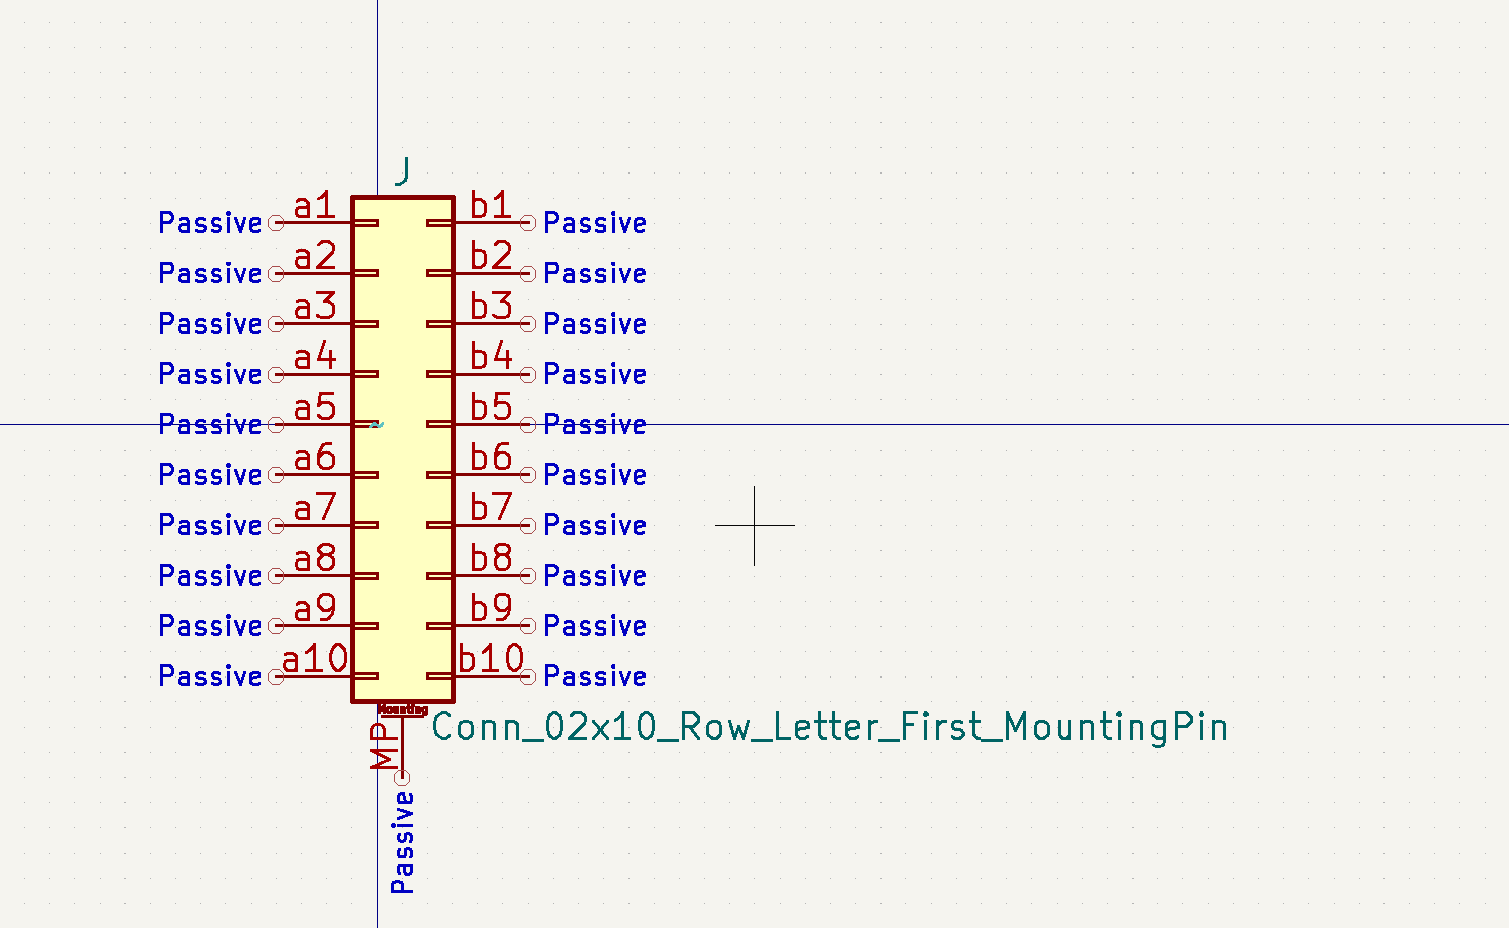 J
Passive a1 b1 Passive
Passive a2 b2 Passive
Passive a3 b3 Passive
Passive a4 b4 Passive
Passive a5 ~ b5 Passive
Passive a6 b6 Passive
Passive a7 b7 Passive
Passive a8 b8 Passive
Passive a9 b9 Passive
Passive a10 b10 Passive
Mounting
MP
Conn_02x10_Row_Letter_First_MountingPin
Passive